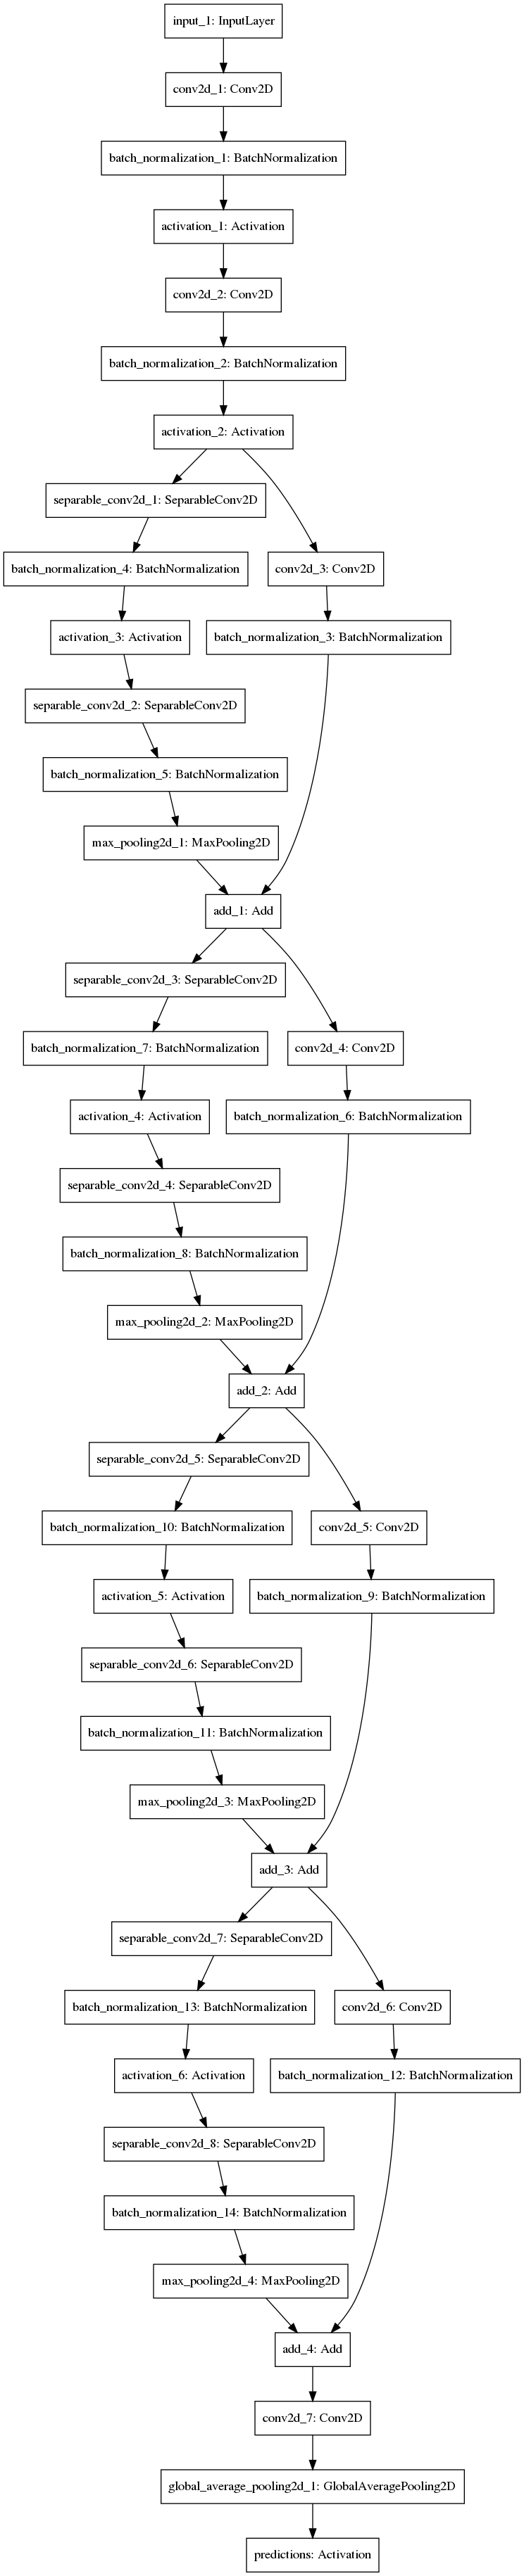 input_1: InputLayer
conv2d_1: Conv2D
batch_normalization_1: BatchNormalization
activation_1: Activation
conv2d_2: Conv2D
batch_normalization_2: BatchNormalization
activation_2: Activation
separable_conv2d_1: SeparableConv2D
batch_normalization_4: BatchNormalization
conv2d_3: Conv2D
activation_3: Activation
batch_normalization_3: BatchNormalization
separable_conv2d_2: SeparableConv2D
batch_normalization_5: BatchNormalization
max_pooling2d_1: MaxPooling2D
add_1: Add
separable_conv2d_3: SeparableConv2D
batch_normalization_7: BatchNormalization
conv2d_4: Conv2D
activation_4: Activation
batch_normalization_6: BatchNormalization
separable_conv2d_4: SeparableConv2D
batch_normalization_8: BatchNormalization
max_pooling2d_2: MaxPooling2D
add_2: Add
separable_conv2d_5: SeparableConv2D
batch_normalization_10: BatchNormalization
conv2d_5: Conv2D
activation_5: Activation
batch_normalization_9: BatchNormalization
separable_conv2d_6: SeparableConv2D
batch_normalization_11: BatchNormalization
max_pooling2d_3: MaxPooling2D
add_3: Add
separable_conv2d_7: SeparableConv2D
batch_normalization_13: BatchNormalization
conv2d_6: Conv2D
activation_6: Activation
batch_normalization_12: BatchNormalization
separable_conv2d_8: SeparableConv2D
batch_normalization_14: BatchNormalization
max_pooling2d_4: MaxPooling2D
add_4: Add
conv2d_7: Conv2D
global_average_pooling2d_1: GlobalAveragePooling2D
predictions: Activation